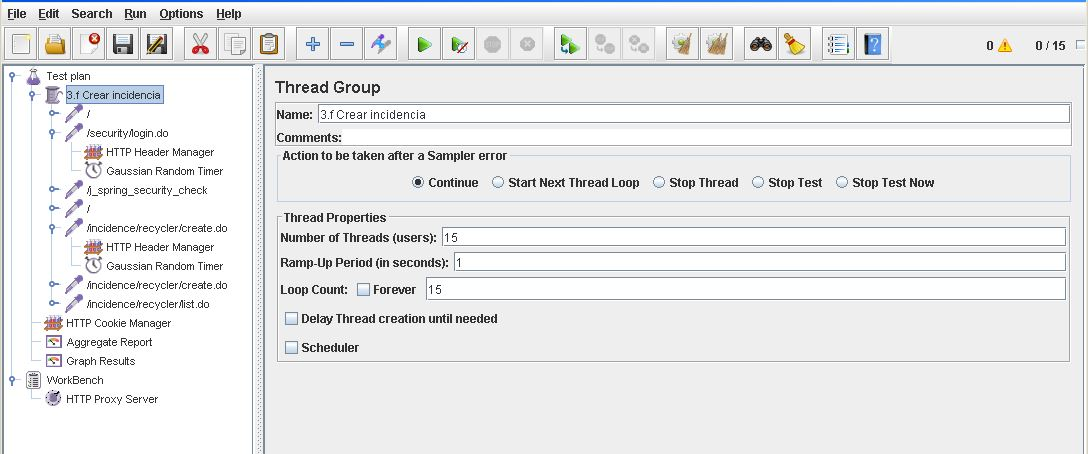 File Edit Search Run Options Help
0 0 / 15
Test plan
3.f Crear incidencia
/
/security/login.do
HTTP Header Manager
Gaussian Random Timer
/j_spring_security_check
/
/incidence/recycler/create.do
HTTP Header Manager
Gaussian Random Timer
/incidence/recycler/create.do
/incidence/recycler/list.do
HTTP Cookie Manager
Aggregate Report
Graph Results
WorkBench
HTTP Proxy Server
Thread Group
Name: 3.f Crear incidencia
Comments:
Action to be taken after a Sampler error
Continue Start Next Thread Loop Stop Thread Stop Test Stop Test Now
Thread Properties
Number of Threads (users): 15
Ramp-Up Period (in seconds): 1
Loop Count: Forever 15
Delay Thread creation until needed
Scheduler